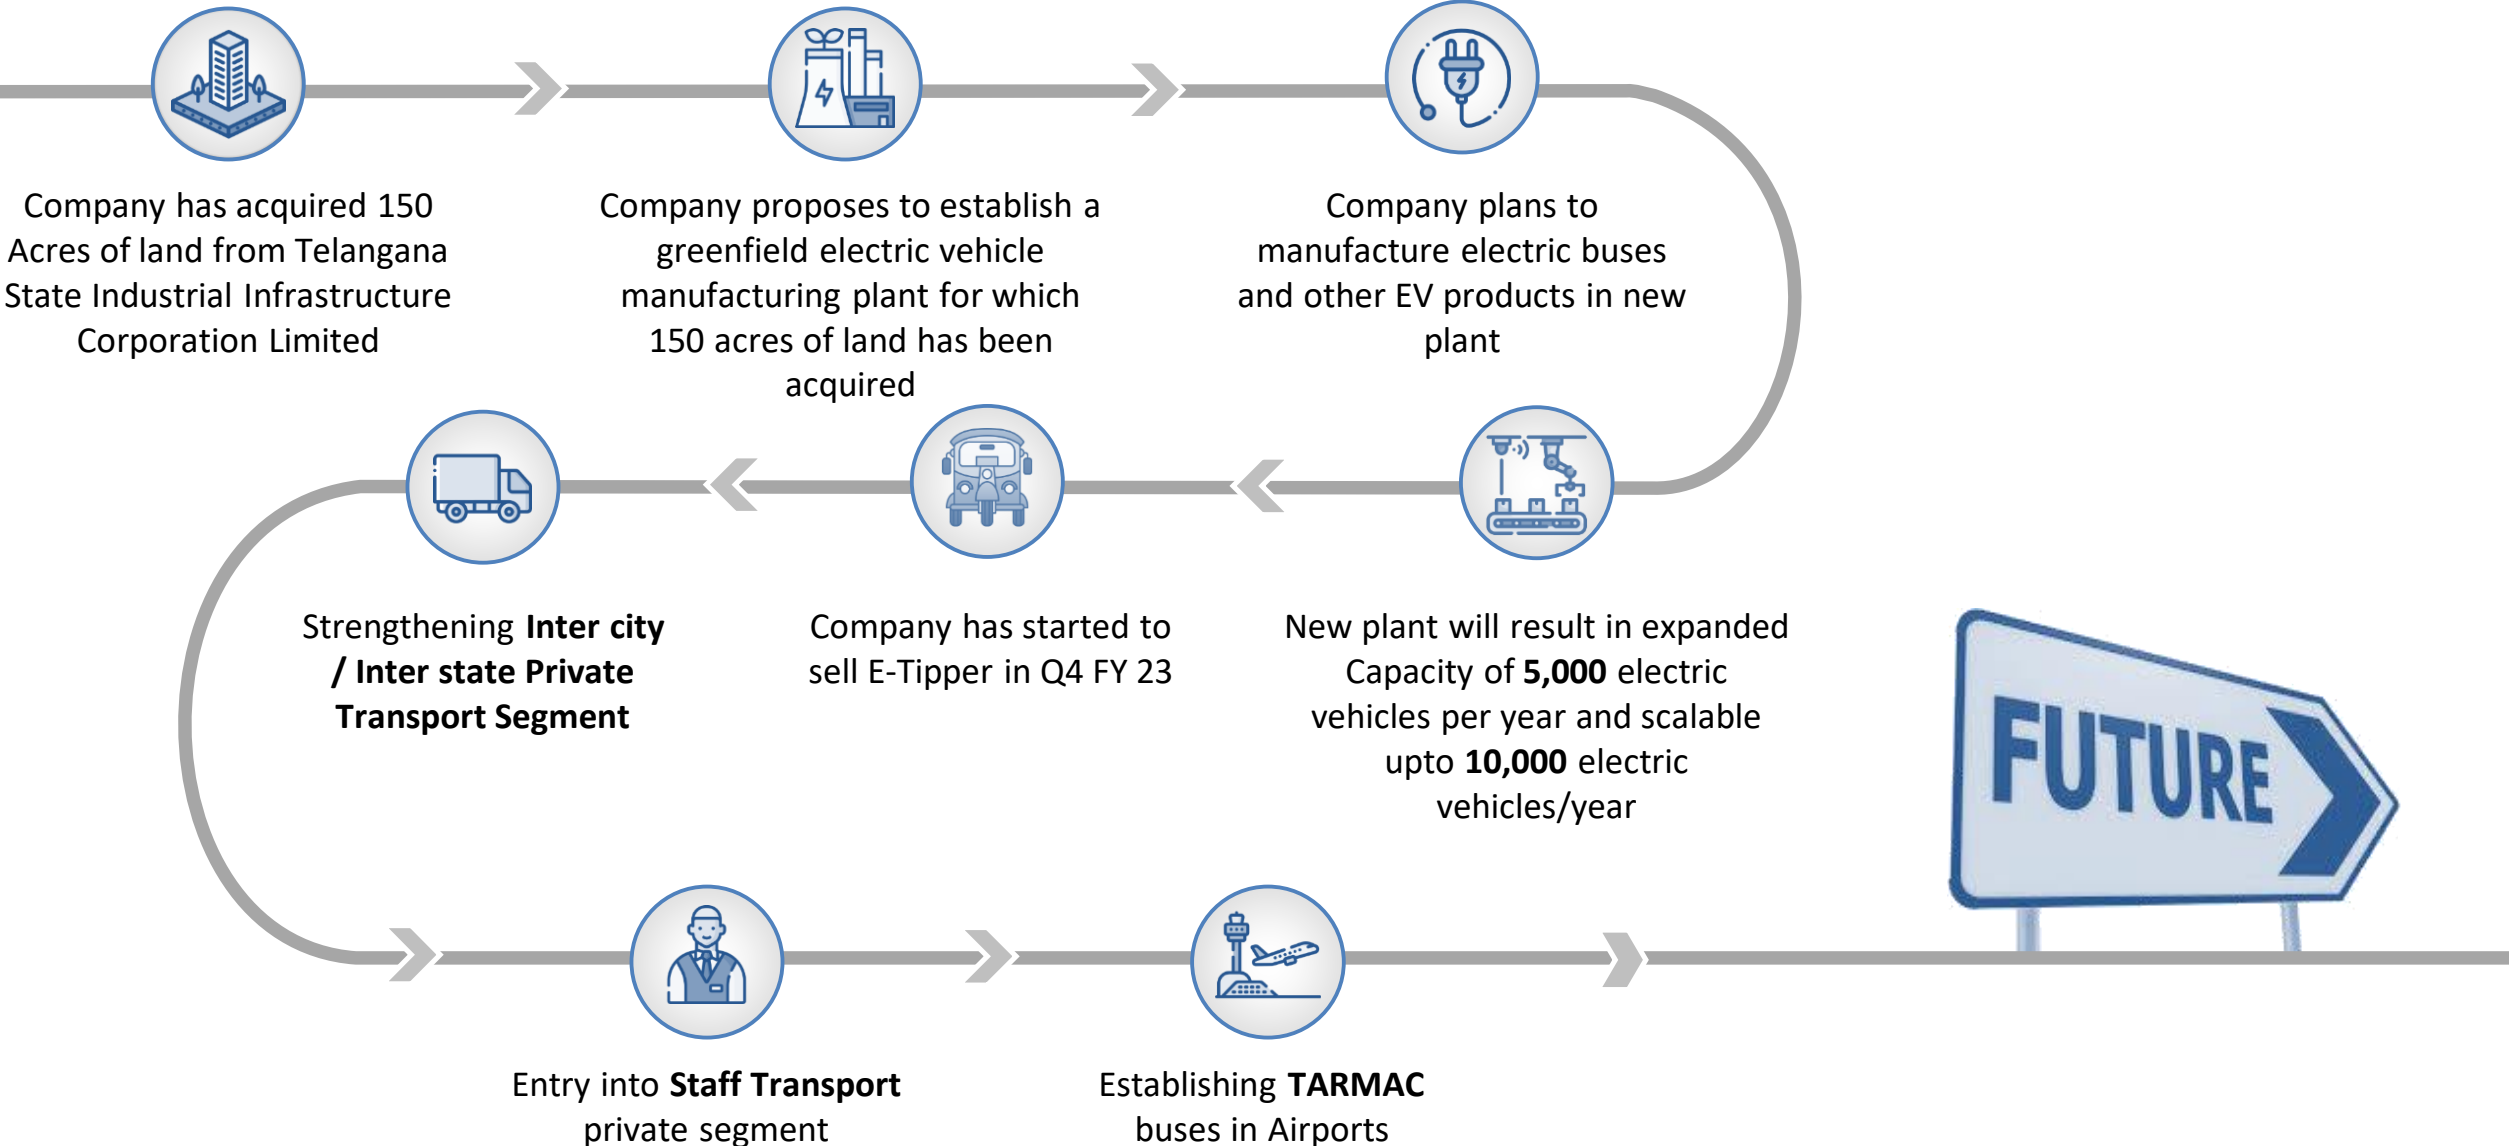 Company has acquired 150
Acres of land from Telangana
State Industrial Infrastructure
Corporation Limited
Company proposes to establish a
greenfield electric vehicle
manufacturing plant for which
150 acres of land has been
acquired
Company plans to
manufacture electric buses
and other EV products in new
plant
New plant will result in expanded
Capacity of 5,000 electric
vehicles per year and scalable
upto 10,000 electric
vehicles/year
Company has started to
sell E-Tipper in Q4 FY 23
Strengthening Inter city
/ Inter state Private
Transport Segment
Entry into Staff Transport
private segment
Establishing TARMAC
buses in Airports
FUTURE